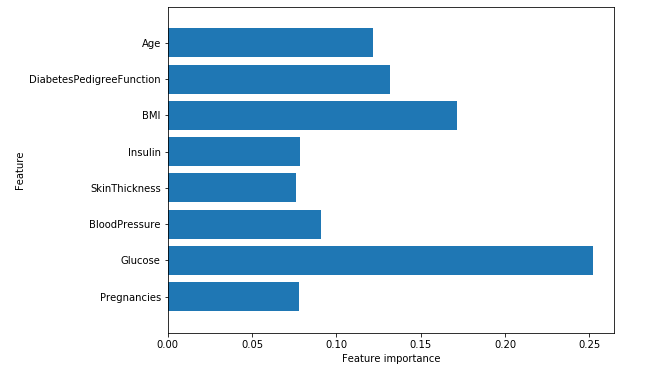 Age
DiabetesPedigreeFunction
BMI
Insulin
SkinThickness
BloodPressure
Glucose
Pregnancies
Feature
0.00 0.05 0.10 0.15 0.20 0.25
Feature importance